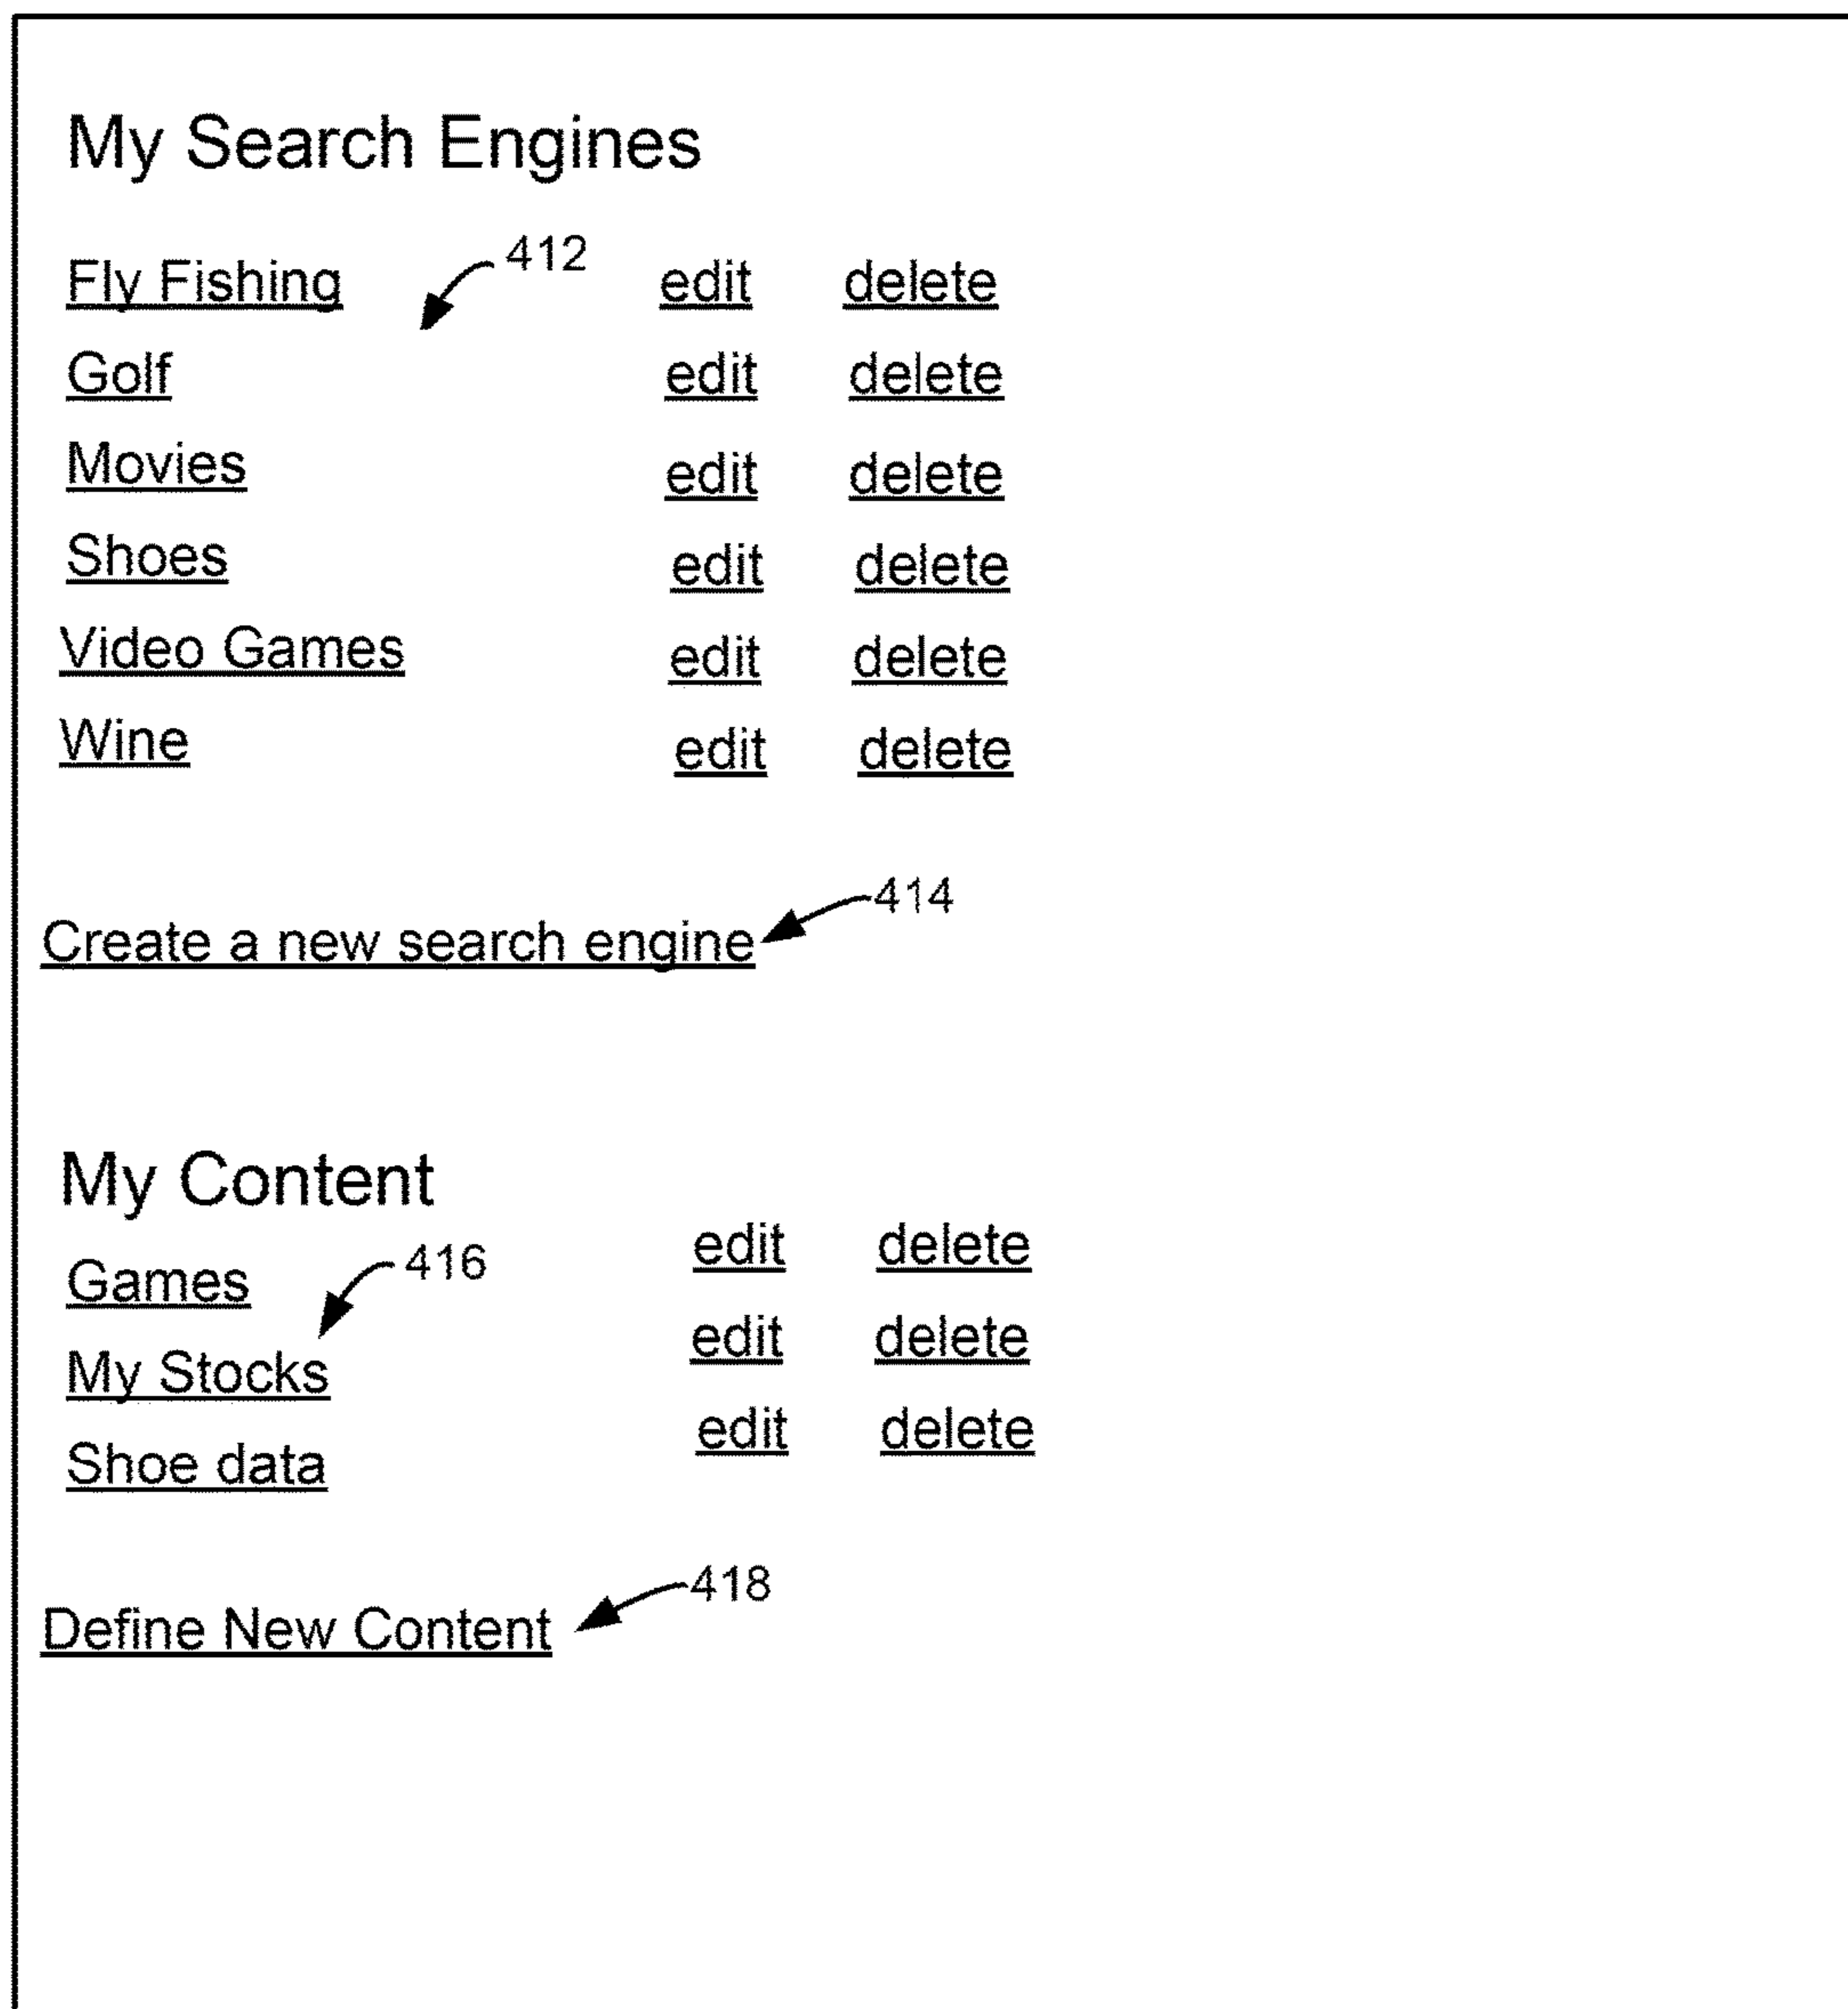 My Search Engines
412
Fly Fishing edit delete
Golf edit delete
Movies edit delete
Shoes edit delete
Video Games edit delete
Wine edit delete
414
Create a new search engine
My Content
416
Games edit delete
My Stocks edit delete
Shoe data edit delete
418
Define New Content